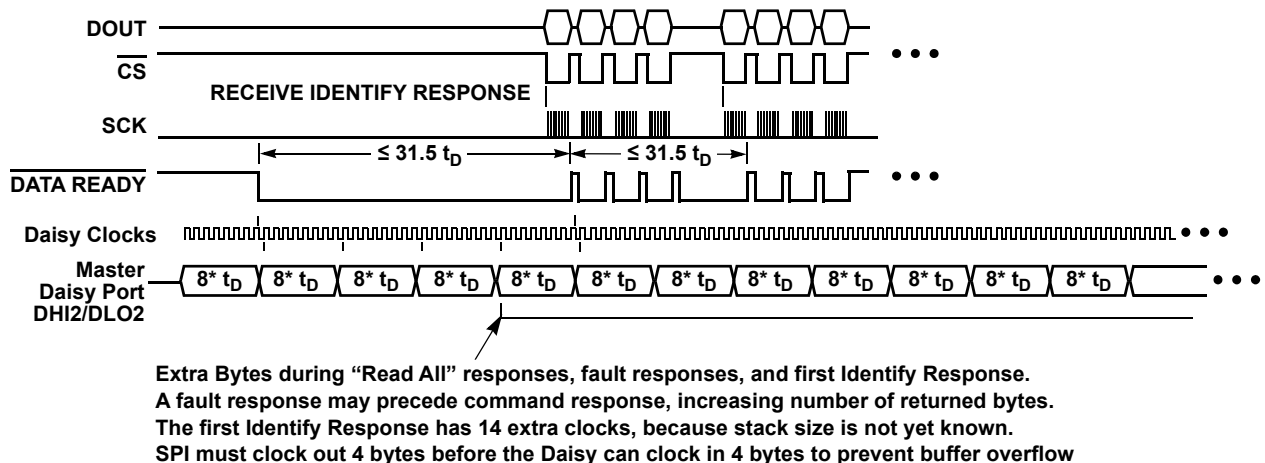 DOUT
CS
RECEIVE IDENTIFY RESPONSE
SCK
≤ 31.5 tD
≤ 31.5 tD
DATA READY
Daisy Clocks
Master
Daisy Port
DHI2/DLO2
8* tD 8* tD 8* tD 8* tD 8* tD 8* tD 8* tD 8* tD 8* tD 8* tD 8* tD 8* tD
Extra Bytes during “Read All” responses, fault responses, and first Identify Response.
A fault response may precede command response, increasing number of returned bytes.
The first Identify Response has 14 extra clocks, because stack size is not yet known.
SPI must clock out 4 bytes before the Daisy can clock in 4 bytes to prevent buffer overflow